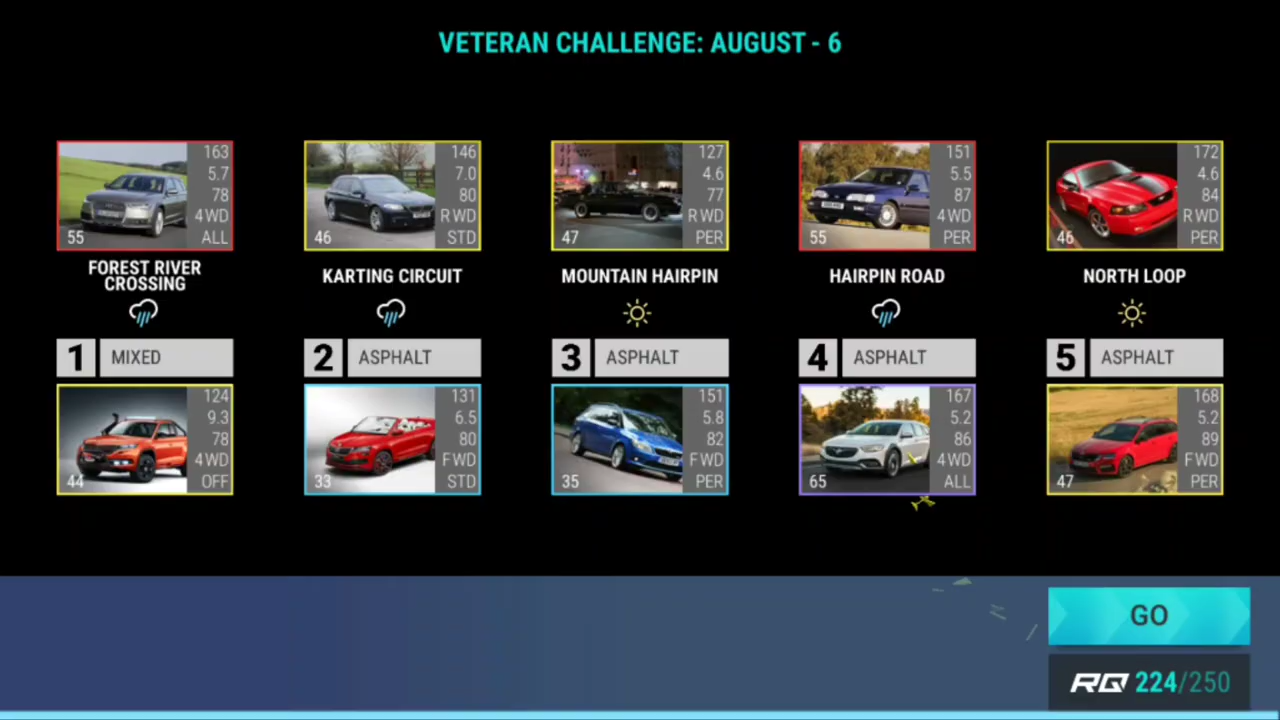 VETERAN CHALLENGE: AUGUST - 6
163
5.7
78
4WD
ALL
55
146
7.0
80
RWD
STD
46
127
4.6
77
RWD
PER
47
151
5.5
87
4WD
PER
55
172
4.6
84
RWD
PER
46
FOREST RIVER
CROSSING
KARTING CIRCUIT
MOUNTAIN HAIRPIN
HAIRPIN ROAD
NORTH LOOP
1 MIXED
2 ASPHALT
3 ASPHALT
4 ASPHALT
5 ASPHALT
124
9.3
78
4WD
OFF
44
131
6.5
80
FWD
STD
33
151
5.8
82
FWD
PER
35
167
5.2
86
4WD
ALL
65
168
5.2
89
FWD
PER
47
GO
RQ 224/250